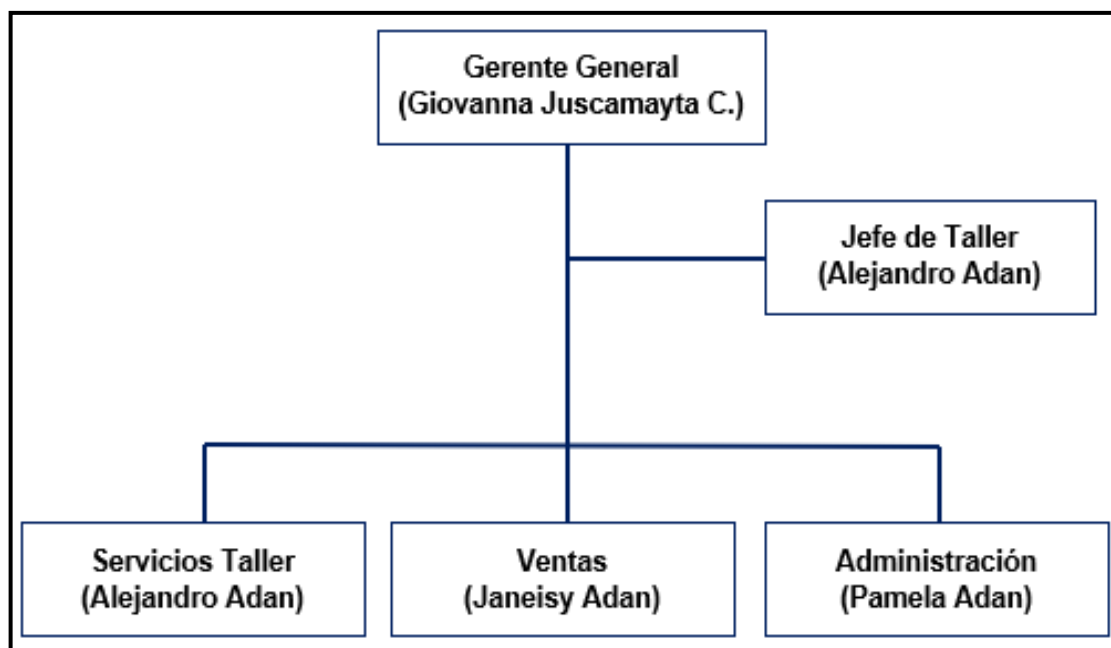 Gerente General
(Giovanna Juscamayta C.)
Jefe de Taller
(Alejandro Adan)
Servicios Taller
(Alejandro Adan)
Ventas
(Janeisy Adan)
Administración
(Pamela Adan)